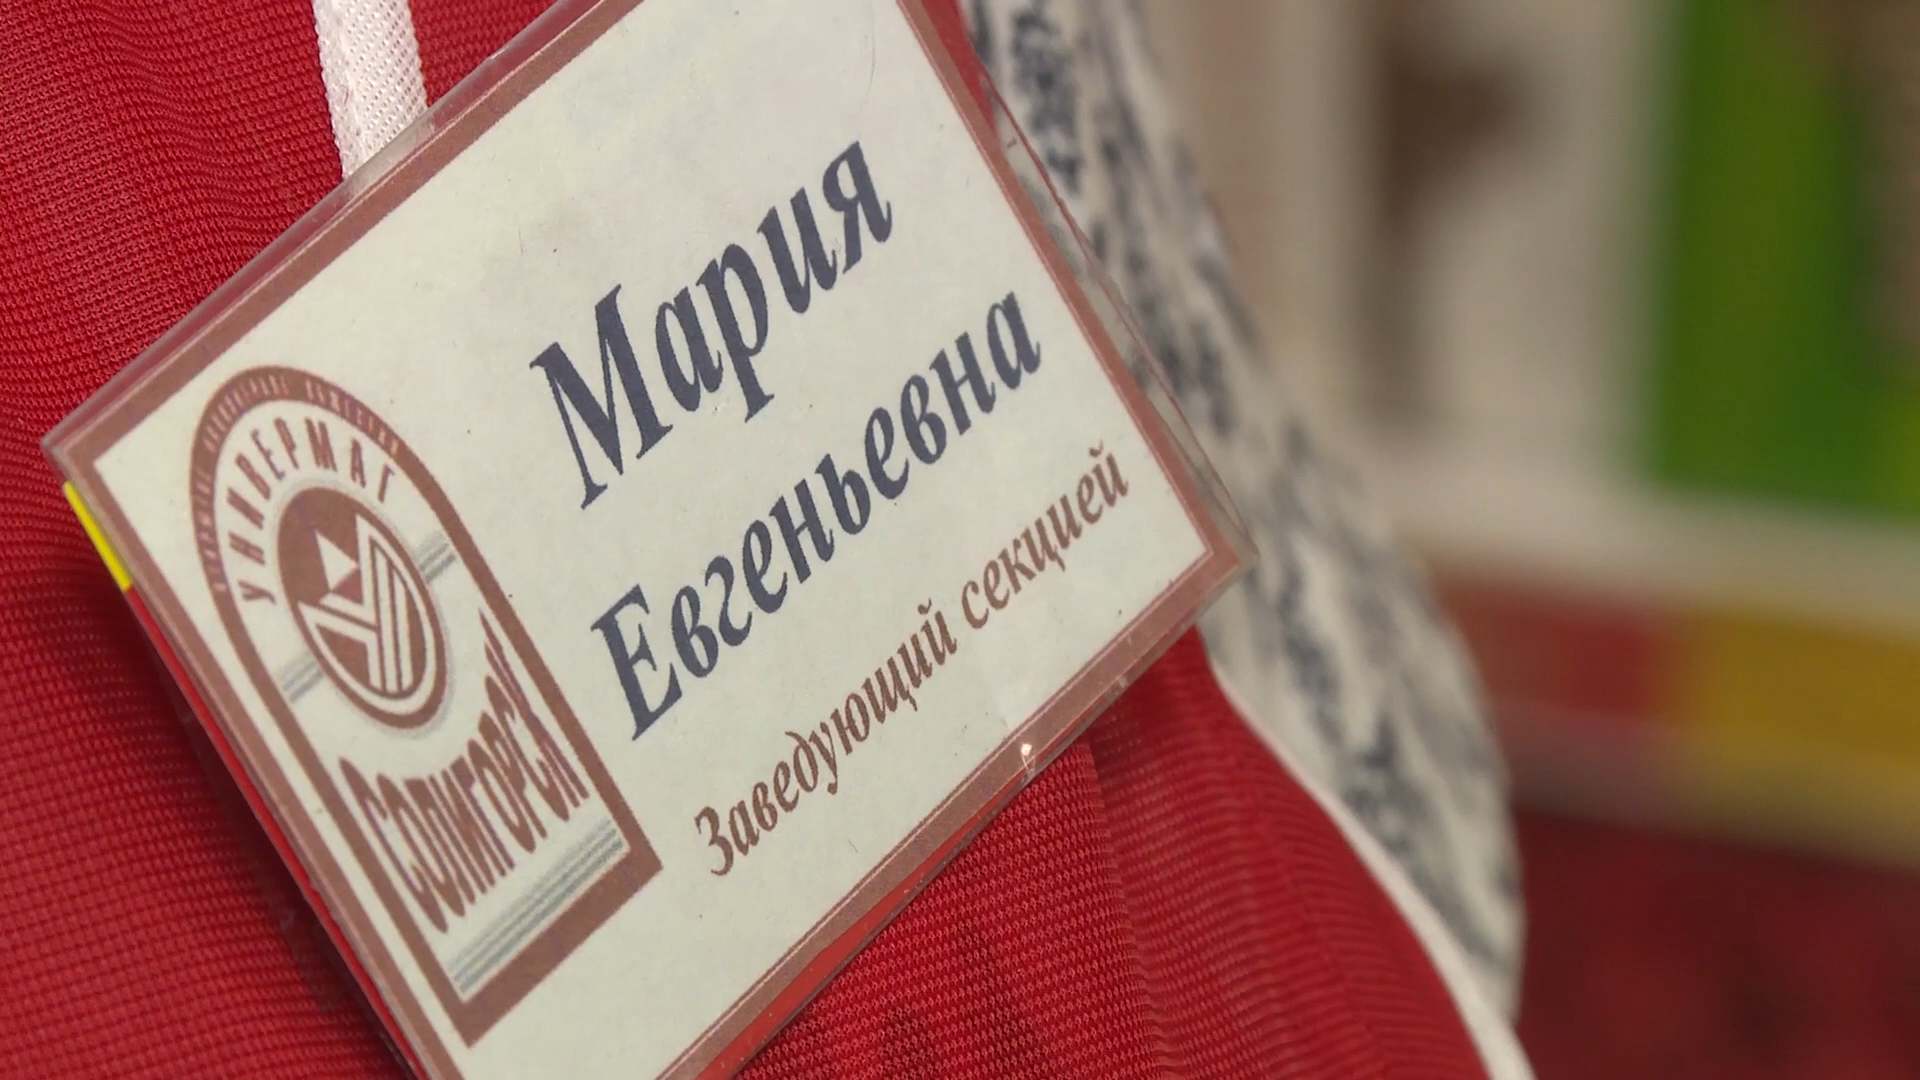 УНИВЕРМАГ
СОЛИГОРСК
Мария
Евгеньевна
Заведующий секцией